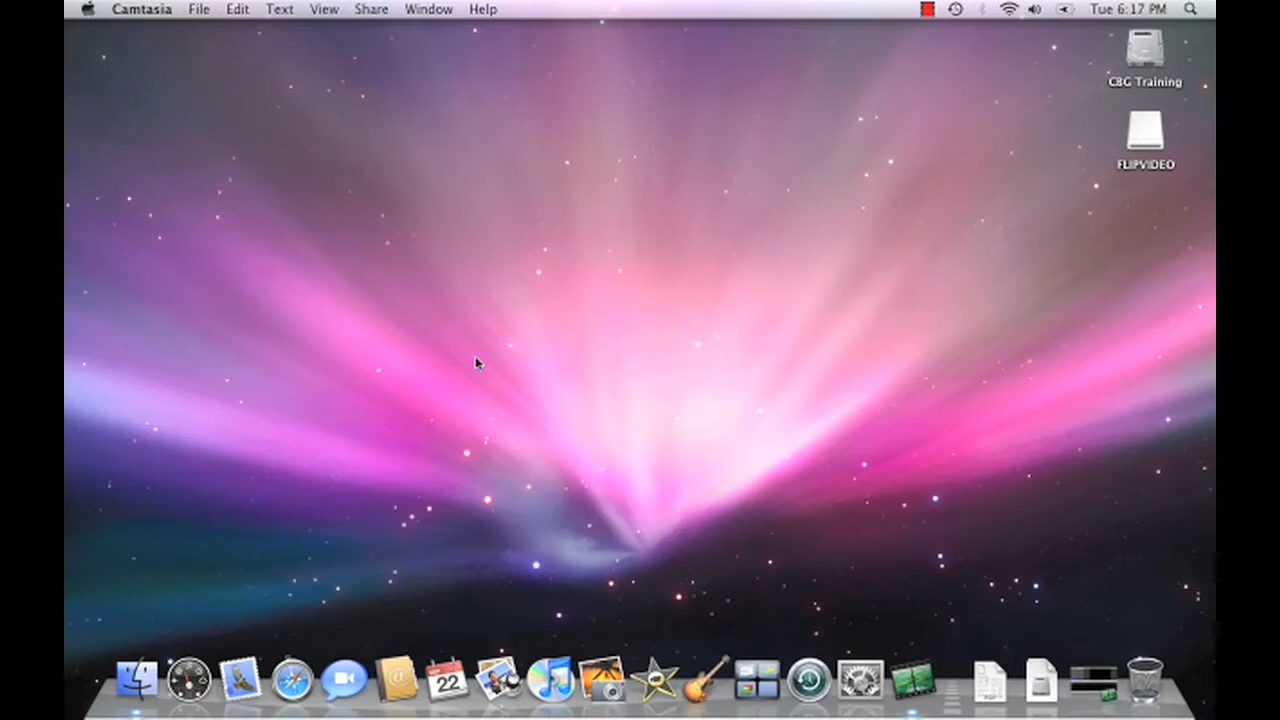 Camtasia File Edit Text View Share Window Help Tue 6:17 PM
CBG Training
FLIPVIDEO
22